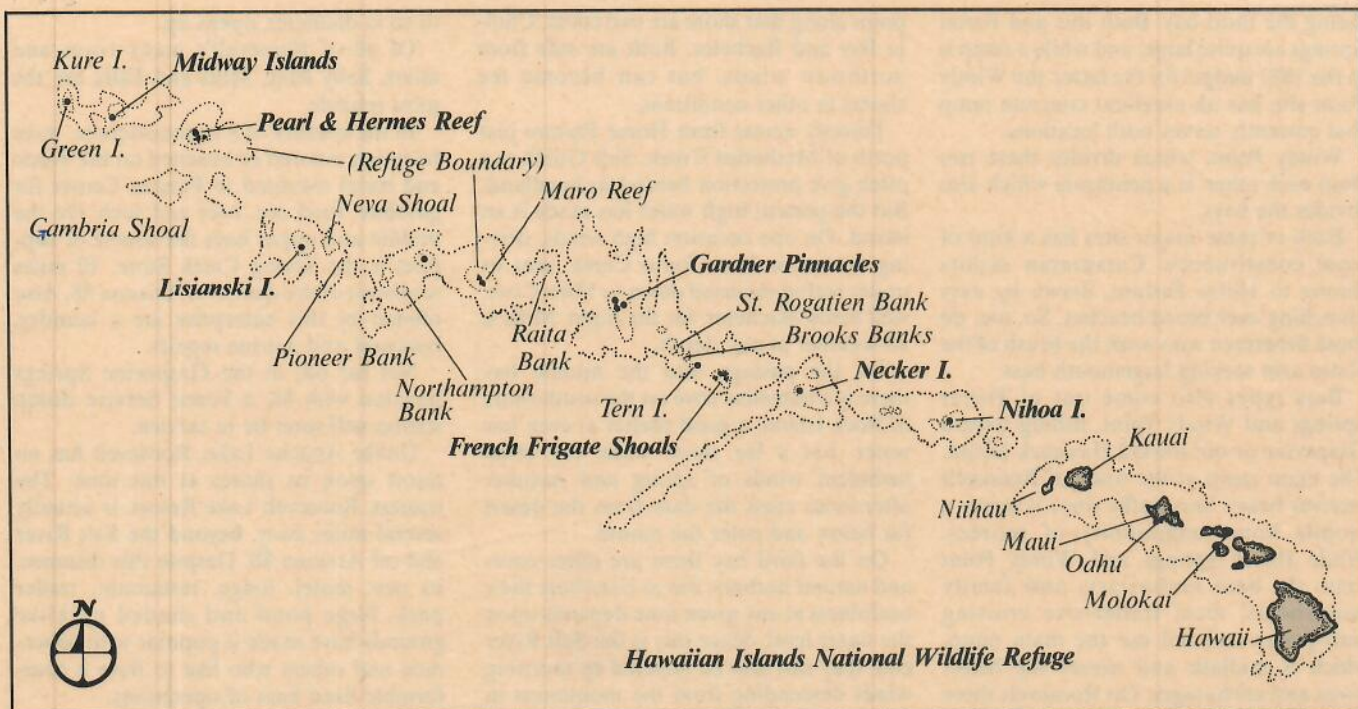 Kure I.
Midway Islands
Green I.
Pearl & Hermes Reef
(Refuge Boundary)
Gambria Shoal
Neva Shoal
Maro Reef
Lisianski I.
Gardner Pinnacles
St. Rogatien Bank
Brooks Banks
Pioneer Bank
Raita
Bank
Northampton
Bank
Necker I.
Tern I.
French Frigate Shoals
Nihoa I.
Kauai
Niihau
Maui
Oahu
Molokai
Hawaii
N
Hawaiian Islands National Wildlife Refuge